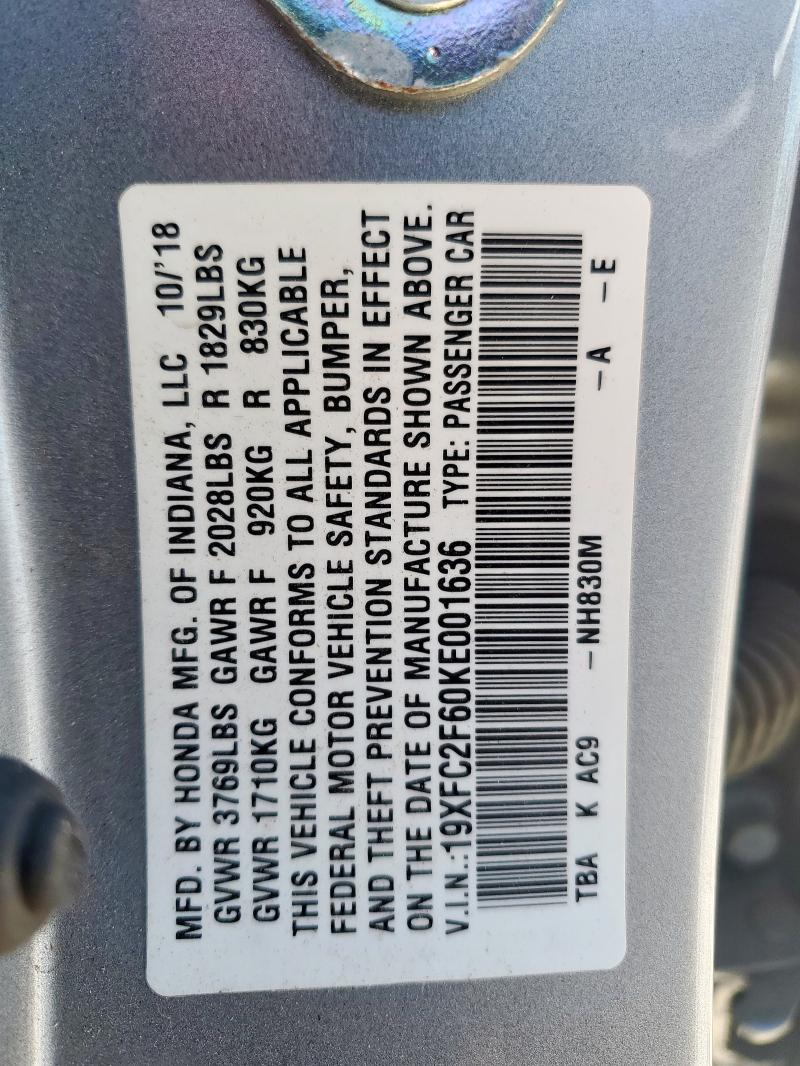 MFD. BY HONDA MFG. OF INDIANA, LLC 10/'18
GVWR 3769LBS GAWR F 2028LBS R 1829LBS
GVWR 1710KG GAWR F 920KG R 830KG
THIS VEHICLE CONFORMS TO ALL APPLICABLE
FEDERAL MOTOR VEHICLE SAFETY, BUMPER,
AND THEFT PREVENTION STANDARDS IN EFFECT
ON THE DATE OF MANUFACTURE SHOWN ABOVE.
V.I.N.:19XFC2F60KE001636 TYPE: PASSENGER CAR
TBA K AC9 –NH830M –A –E